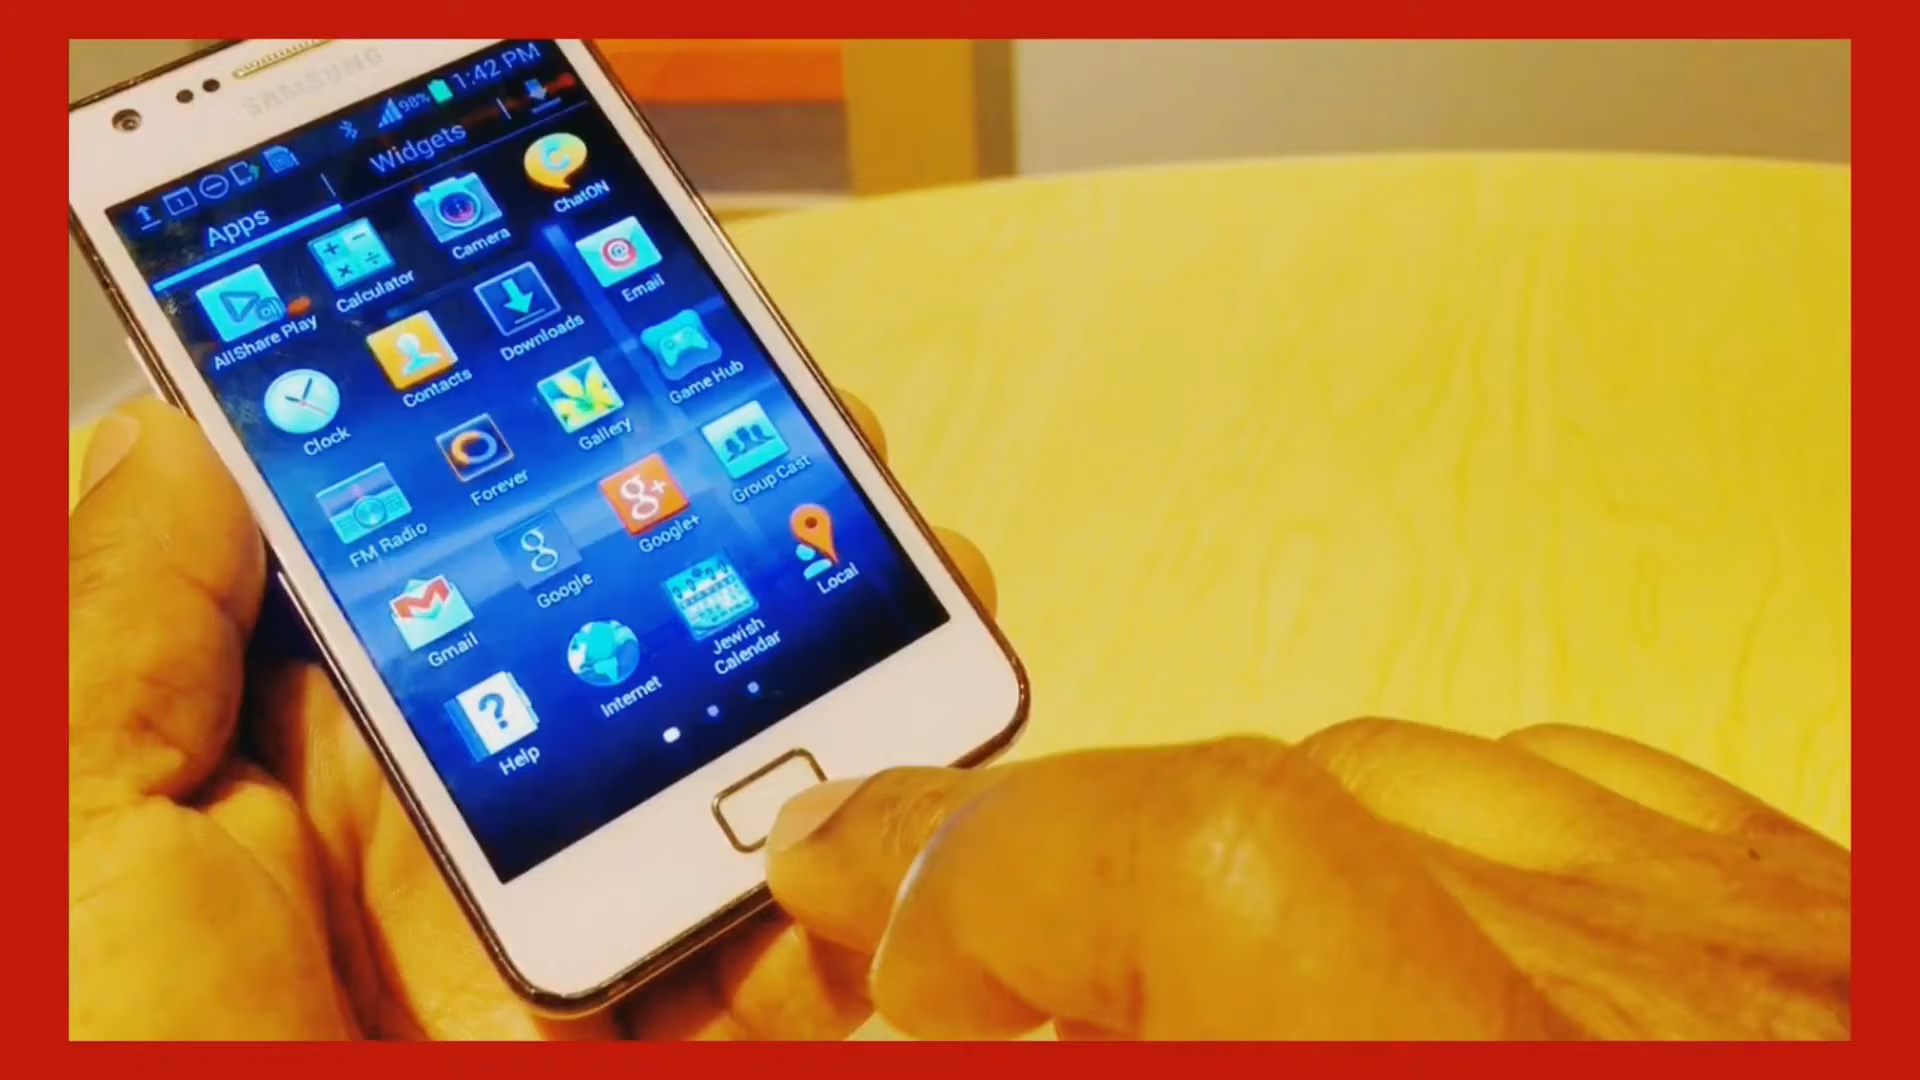 SAMSUNG
98% 1:42 PM
Apps
Widgets
AllShare Play
Calculator
Camera
ChatON
Clock
Contacts
Downloads
Email
FM Radio
Forever
Gallery
Game Hub
Gmail
Google
Google+
Group Cast
Help
Internet
Jewish
Calendar
Local